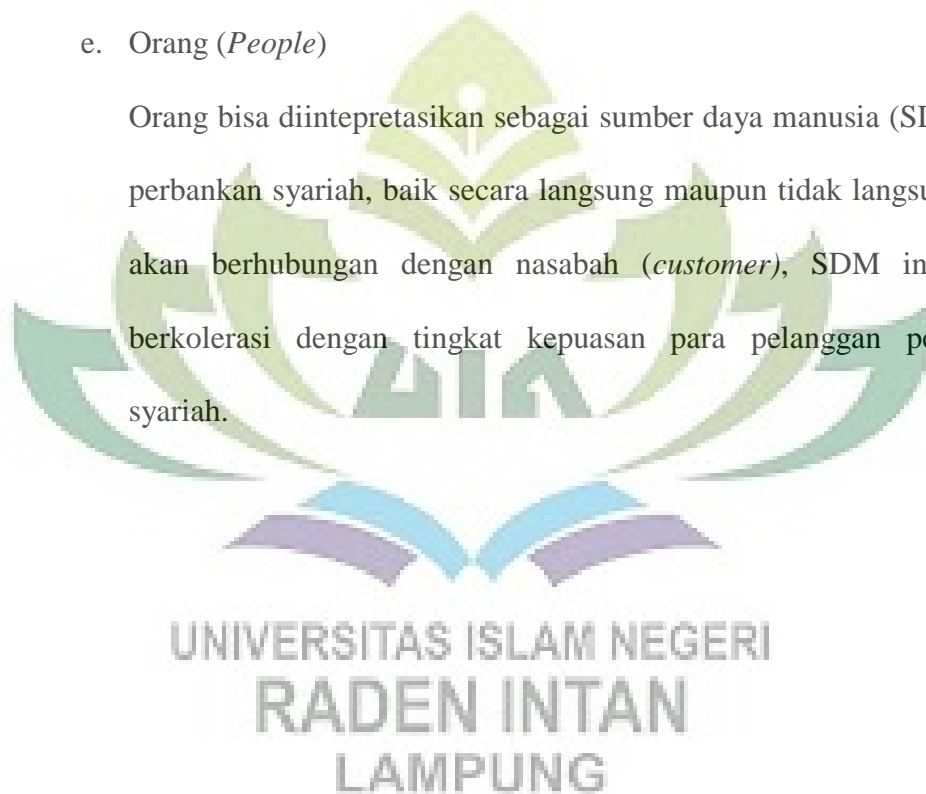 e. Orang (People)
Orang bisa diintepretasikan sebagai sumber daya manusia
perbankan syariah, baik secara langsung maupun tidak
akan berhubungan dengan nasabah (customer), SDM
berkolerasi dengan tingkat kepuasan para pelanggan
syariah.
UIN
UNIVERSITAS ISLAM NEGERI
RADEN INTAN
LAMPUNG